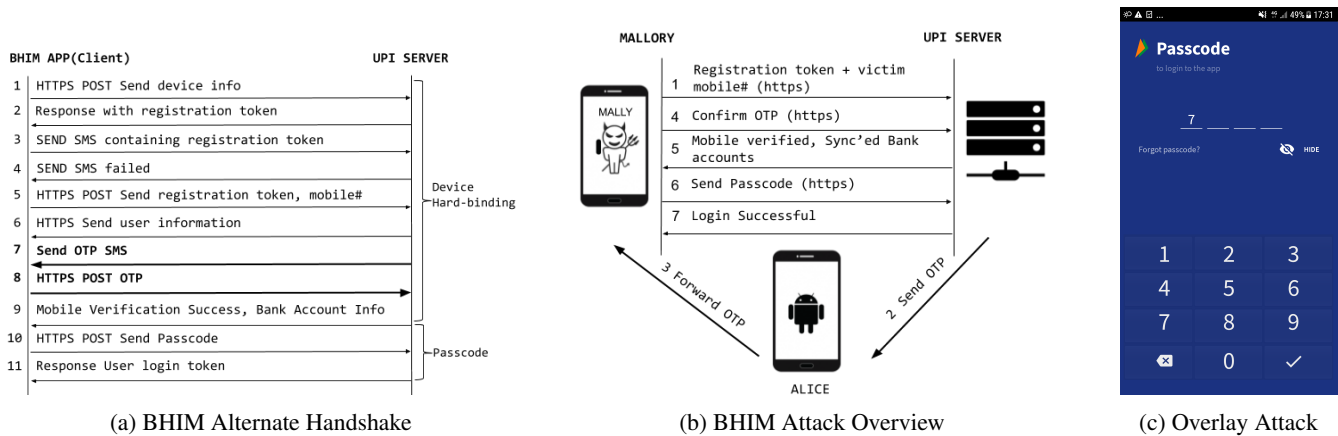 BHIM APP(Client) UPI SERVER
1 HTTPS POST Send device info
2 Response with registration token
3 SEND SMS containing registration token
4 SEND SMS failed
5 HTTPS POST Send registration token, mobile#
6 HTTPS Send user information
7 Send OTP SMS
8 HTTPS POST OTP
9 Mobile Verification Success, Bank Account Info
10 HTTPS POST Send Passcode
11 Response User login token
Device
Hard-binding
Passcode
(a) BHIM Alternate Handshake
MALLORY UPI SERVER
MALLY
1 Registration token + victim
mobile# (https)
4 Confirm OTP (https)
5 Mobile verified, Sync'ed Bank
accounts
6 Send Passcode (https)
7 Login Successful
3 Forward OTP
2 Send OTP
ALICE
(b) BHIM Attack Overview
... 49% 17:31
Passcode
to login to the app
7
Forgot passcode? HIDE
1 2 3
4 5 6
7 8 9
0
(c) Overlay Attack